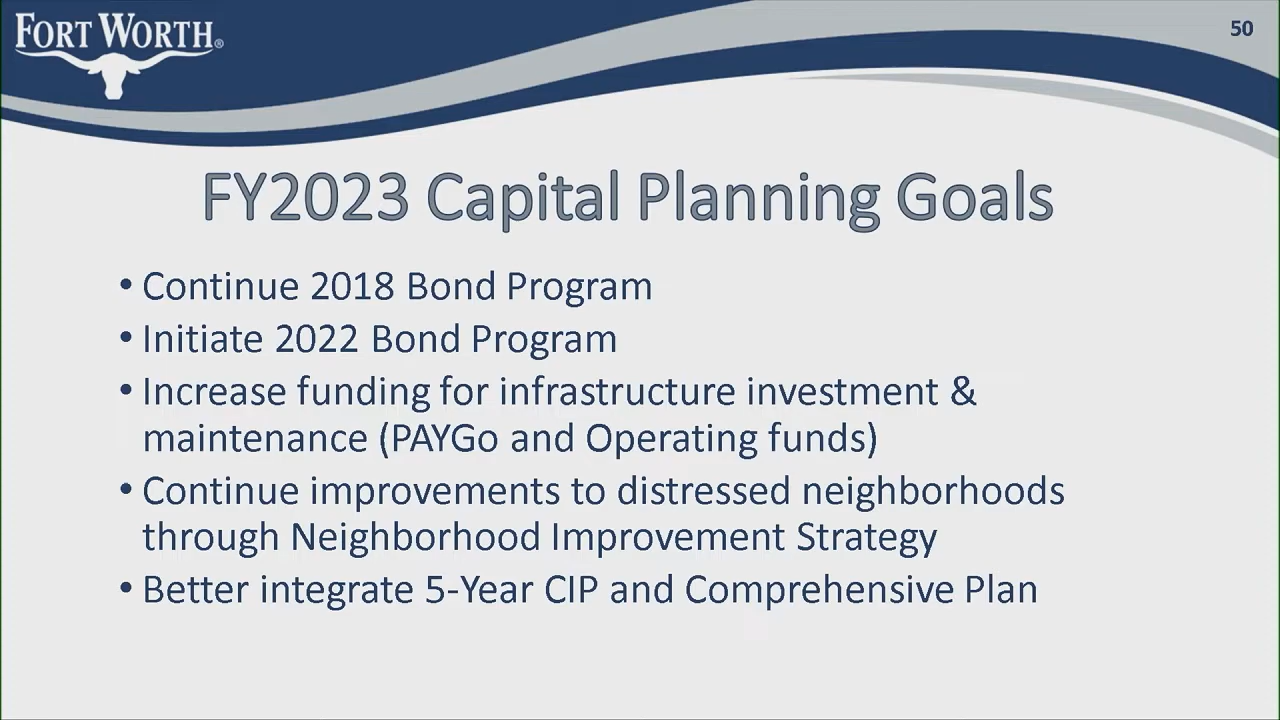 FORT WORTH®
50
FY2023 Capital Planning Goals
• Continue 2018 Bond Program
• Initiate 2022 Bond Program
• Increase funding for infrastructure investment &
maintenance (PAYGo and Operating funds)
• Continue improvements to distressed neighborhoods
through Neighborhood Improvement Strategy
• Better integrate 5-Year CIP and Comprehensive Plan